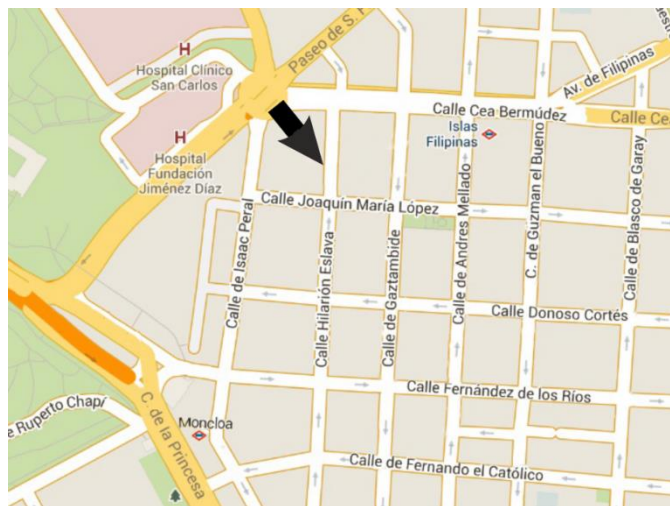 H
Hospital Clínico
San Carlos
Paseo de S. F
Av. de Filipinas
Calle Cea Bermúdez
Calle Cea
Islas
Filipinas
H
Hospital
Fundación
Jiménez Díaz
Calle Joaquín María López
Calle de Isaac Peral
Calle Hilarión Eslava
Calle de Gaztambide
Calle de Andres Mellado
C. de Guzman el Bueno
Calle de Blasco de Garay
Calle Donoso Cortés
Calle Fernández de los Ríos
e Ruperto Chapí
C. de la Princesa
Moncloa
Calle de Fernando el Católico